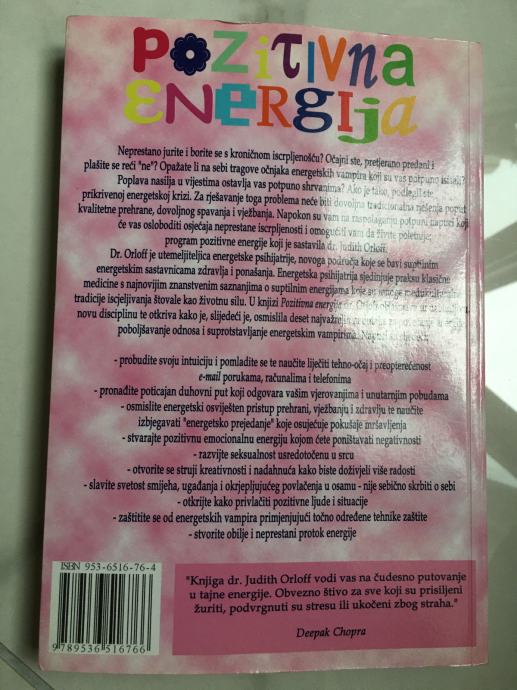 POZITIVNA
ENERGIJA
Neprestano jurite i borite se s kroničnom iscrpljenošću? Očajni ste, pretjerano predani i
plašite se reći "ne"? Opažate li na sebi tragove očnjaka energetskih vampira koji su vas potpuno isisali?
Poplava nasilja u vijestima ostavlja vas potpuno shrvanima? Ako je tako, podlegli ste
prikrivenoj energetskoj krizi. Za rješavanje toga problema neće biti dovoljna tradicionalna rješenja poput
kvalitetne prehrane, dovoljnog spavanja i vježbanja. Napokon su vam na raspolaganju potpuni naputci koji
će vas osloboditi osjećaja neprestane iscrpljenosti i omogućiti vam da živite poletnije;
program pozitivne energije koji je sastavila dr. Judith Orloff.
Dr. Orloff je utemeljiteljica energetske psihijatrije, novoga područja koje se bavi suptilnim
energetskim sastavnicama zdravlja i ponašanja. Energetska psihijatrija sjedinjuje praksu klasične
medicine s najnovijim znanstvenim saznanjima o suptilnim energijama koje su mnoge međukulturalne
tradicije iscjeljivanja štovale kao životnu silu. U knjizi Pozitivna energija dr. Orloff
novu disciplinu te otkriva kako je, slijedeći je, osmislila deset najvažnijih
poboljšavanje odnosa i suprotstavljanje energetskim vampirima.
- probudite svoju intuiciju i pomladite se te naučite liječiti tehno-očaj i preopterećenost
e-mail porukama, računalima i telefonima
- pronađite poticajan duhovni put koji odgovara vašim vjerovanjima i unutarnjim pobudama
- osmislite energetski osviješten pristup prehrani, vježbanju i zdravlju te naučite
izbjegavati "energetsko prejedanje" koje osujećuje pokušaje mršavljenja
- stvarajte pozitivnu emocionalnu energiju kojom ćete poništavati negativnosti
- razvijte seksualnost usredotočenu u srcu
- otvorite se struji kreativnosti i nadahnuća kako biste doživjeli više radosti
- slavite svetost smijeha, ugađanja i okrjepljujućeg povlačenja u osamu - nije sebično skrbiti o sebi
- otkrijte kako privlačiti pozitivne ljude i situacije
- zaštitite se od energetskih vampira primjenjujući točno određene tehnike zaštite
- stvorite obilje i neprestani protok energije
ISBN 953-6516-76-4
9789536516766
"Knjiga dr. Judith Orloff vodi vas na čudesno putovanje
u tajne energije. Obvezno štivo za sve koji su prisiljeni
žuriti, podvrgnuti su stresu ili ukočeni zbog straha."
Deepak Chopra